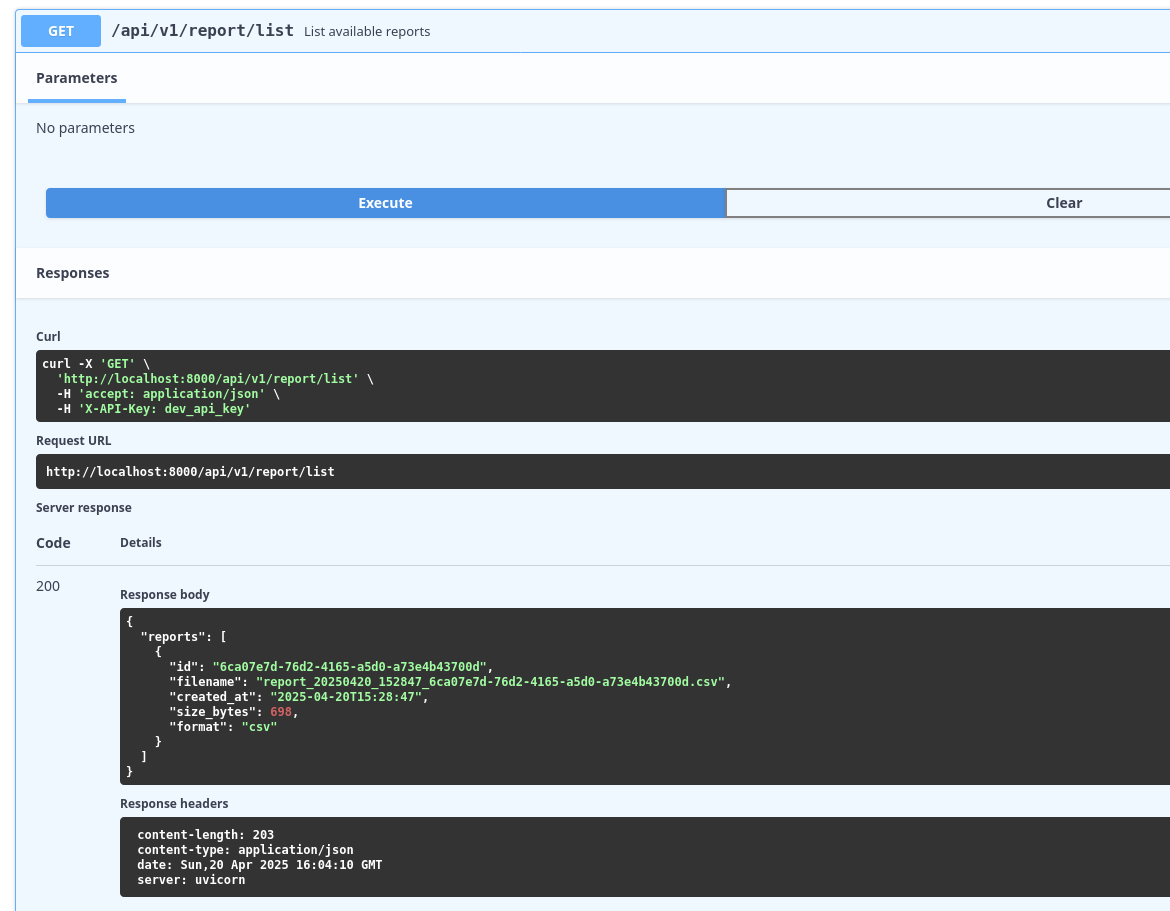 GET /api/v1/report/list List available reports
Parameters
No parameters
Execute Clear
Responses
Curl
curl -X 'GET' \
  'http://localhost:8000/api/v1/report/list' \
  -H 'accept: application/json' \
  -H 'X-API-Key: dev_api_key'
Request URL
http://localhost:8000/api/v1/report/list
Server response
Code Details
200
Response body
{
  "reports": [
    {
      "id": "6ca07e7d-76d2-4165-a5d0-a73e4b43700d",
      "filename": "report_20250420_152847_6ca07e7d-76d2-4165-a5d0-a73e4b43700d.csv",
      "created_at": "2025-04-20T15:28:47",
      "size_bytes": 698,
      "format": "csv"
    }
  ]
}
Response headers
content-length: 203
content-type: application/json
date: Sun,20 Apr 2025 16:04:10 GMT
server: uvicorn